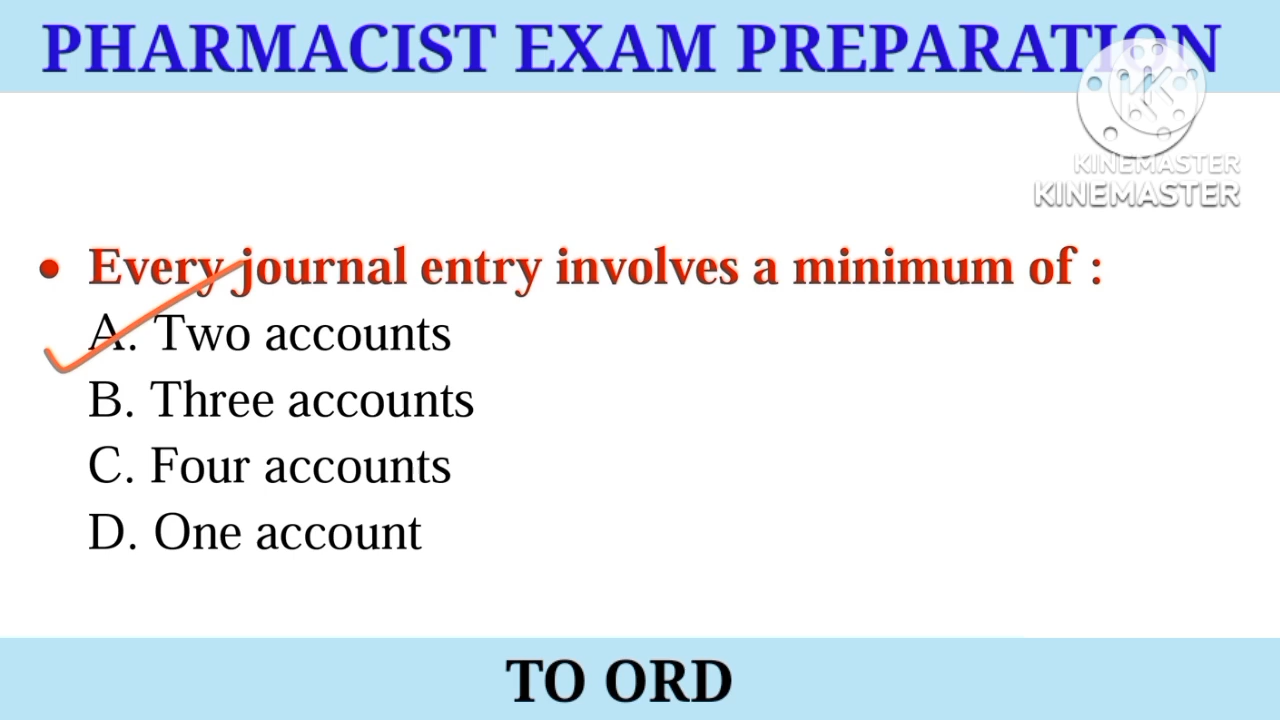 PHARMACIST EXAM PREPARATION
KINEMASTER
KINEMASTER
• Every journal entry involves a minimum of :
A. Two accounts
B. Three accounts
C. Four accounts
D. One account
TO ORD